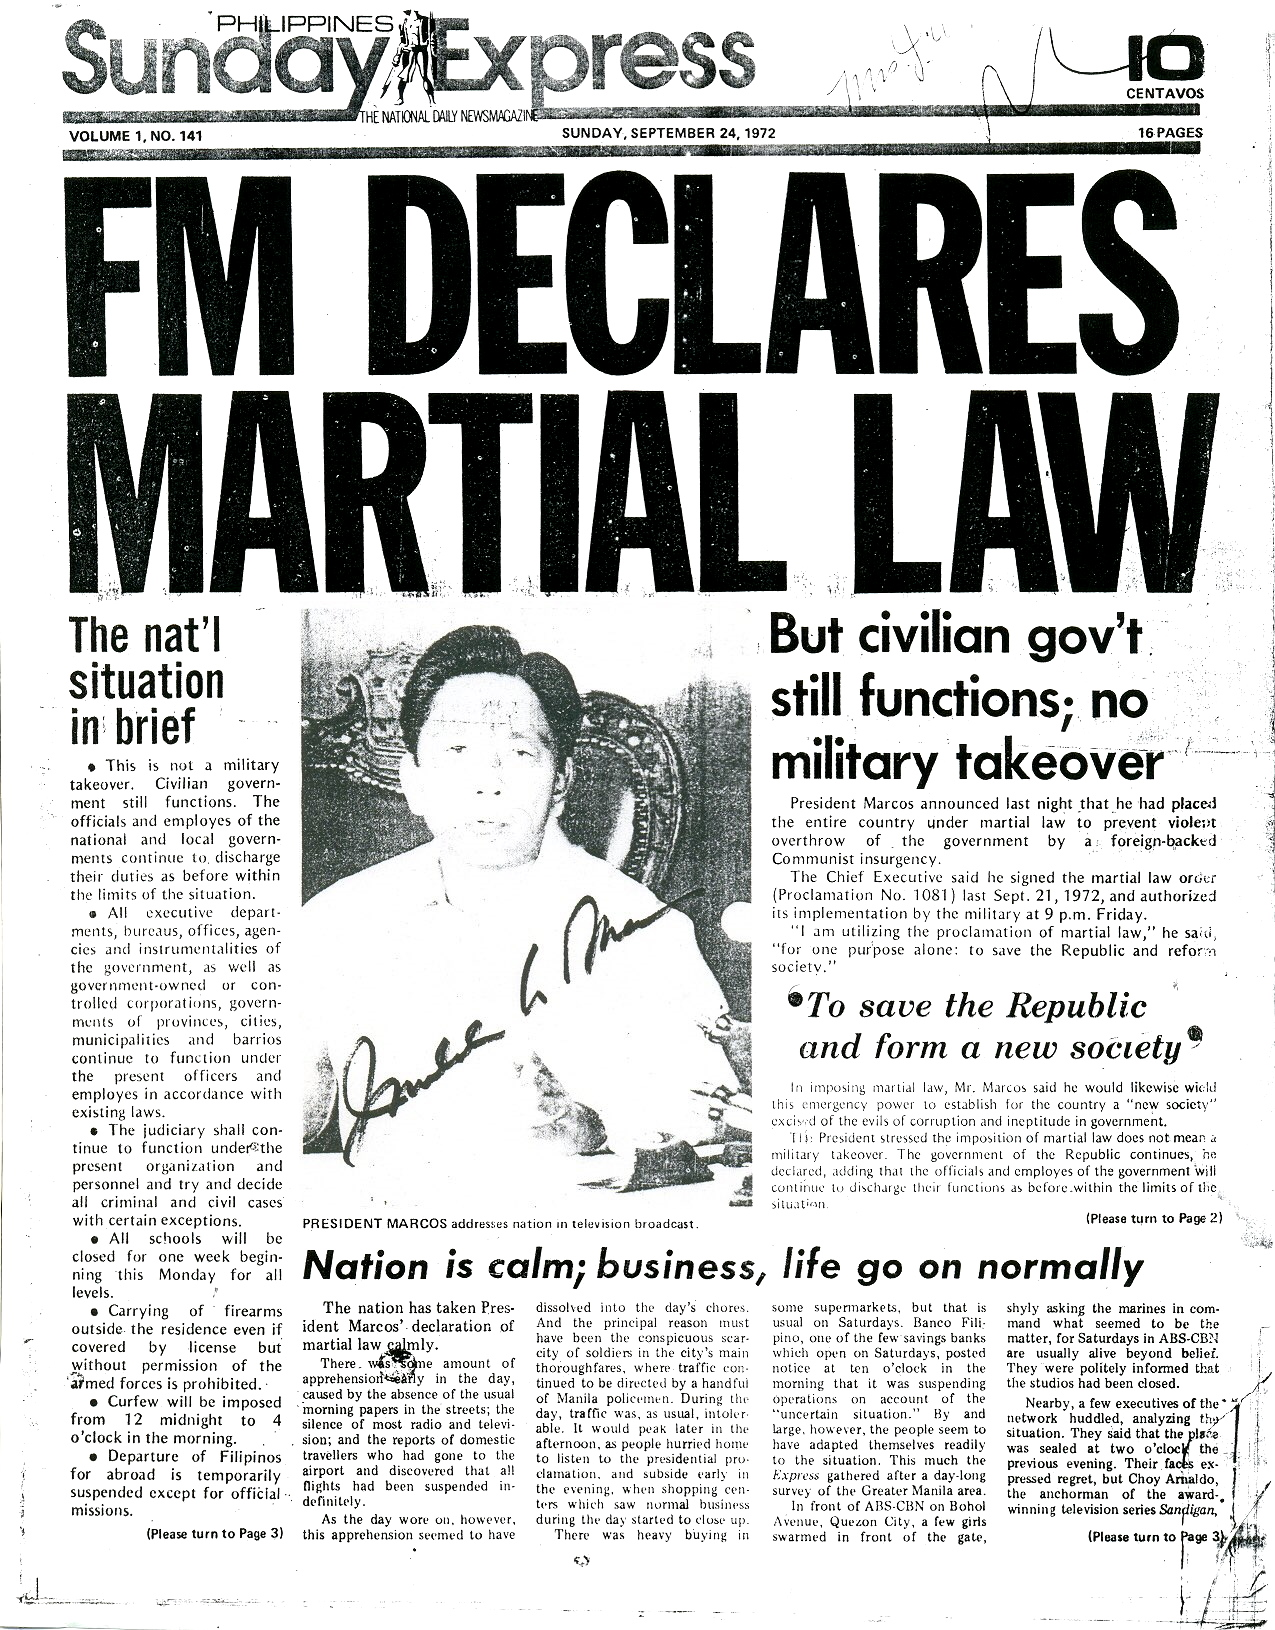 PHILIPPINES
Sunday Express
THE NATIONAL DAILY NEWSMAGAZINE
10
CENTAVOS
VOLUME 1, NO. 141
SUNDAY, SEPTEMBER 24, 1972
16 PAGES
FM DECLARES
MARTIAL LAW
The nat'l
situation
in brief
• This is not a military
takeover. Civilian govern-
ment still functions. The
officials and employes of the
national and local govern-
ments continue to discharge
their duties as before within
the limits of the situation.
• All executive depart-
ments, bureaus, offices, agen-
cies and instrumentalities of
the government, as well as
government-owned or con-
trolled corporations, govern-
ments of provinces, cities,
municipalities and barrios
continue to function under
the present officers and
employes in accordance with
existing laws.
• The judiciary shall con-
tinue to function under the
present organization and
personnel and try and decide
all criminal and civil cases
with certain exceptions.
• All schools will be
closed for one week begin-
ning this Monday for all
levels.
• Carrying of firearms
outside the residence even if
covered by license but
without permission of the
armed forces is prohibited.
• Curfew will be imposed
from 12 midnight to 4
o'clock in the morning.
• Departure of Filipinos
for abroad is temporarily
suspended except for official
missions.
(Please turn to Page 3)
PRESIDENT MARCOS addresses nation in television broadcast.
But civilian gov't
still functions; no
military takeover
President Marcos announced last night that he had placed
the entire country under martial law to prevent violent
overthrow of the government by a foreign-backed
Communist insurgency.
The Chief Executive said he signed the martial law order
(Proclamation No. 1081) last Sept. 21, 1972, and authorized
its implementation by the military at 9 p.m. Friday.
"I am utilizing the proclamation of martial law," he said,
"for one purpose alone: to save the Republic and reform
society."
'To save the Republic
and form a new society'
In imposing martial law, Mr. Marcos said he would likewise wield
this emergency power to establish for the country a "new society"
excised of the evils of corruption and ineptitude in government.
The President stressed the imposition of martial law does not mean a
military takeover. The government of the Republic continues, he
declared, adding that the officials and employes of the government will
continue to discharge their functions as before within the limits of the
situation.
(Please turn to Page 2)
Nation is calm; business, life go on normally
The nation has taken Pres-
ident Marcos' declaration of
martial law calmly.
There was some amount of
apprehension early in the day,
caused by the absence of the usual
morning papers in the streets; the
silence of most radio and televi-
sion; and the reports of domestic
travellers who had gone to the
airport and discovered that all
flights had been suspended in-
definitely.
As the day wore on, however,
this apprehension seemed to have
dissolved into the day's chores.
And the principal reason must
have been the conspicuous scar-
city of soldiers in the city's main
thoroughfares, where traffic con-
tinued to be directed by a handful
of Manila policemen. During the
day, traffic was, as usual, intoler-
able. It would peak later in the
afternoon, as people hurried home
to listen to the presidential pro-
clamation, and subside early in
the evening, when shopping cen-
ters which saw normal business
during the day started to close up.
There was heavy buying in
some supermarkets, but that is
usual on Saturdays. Banco Fili-
pino, one of the few savings banks
which open on Saturdays, posted
notice at ten o'clock in the
morning that it was suspending
operations on account of the
"uncertain situation." By and
large, however, the people seem to
have adapted themselves readily
to the situation. This much the
Express gathered after a day-long
survey of the Greater Manila area.
In front of ABS-CBN on Bohol
Avenue, Quezon City, a few girls
swarmed in front of the gate,
shyly asking the marines in com-
mand what seemed to be the
matter, for Saturdays in ABS-CBN
are usually alive beyond belief.
They were politely informed that
the studios had been closed.
Nearby, a few executives of the
network huddled, analyzing the
situation. They said that the place
was sealed at two o'clock the
previous evening. Their faces ex-
pressed regret, but Choy Arnaldo,
the anchorman of the award-
winning television series Sandigan,
(Please turn to Page 3)